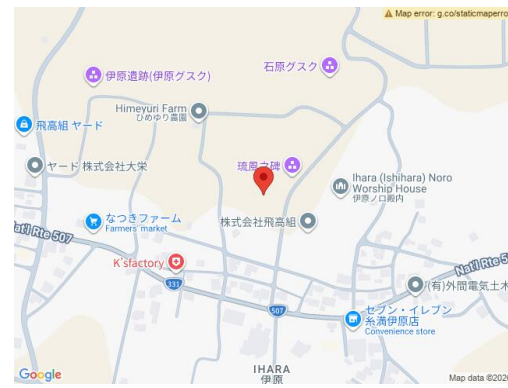 Map error: g.co/staticmaperro
石原グスク
伊原遺跡(伊原グスク)
Himeyuri Farm
ひめゆり農園
飛高組 ヤード
琉風之碑
ヤード 株式会社大栄
Ihara (Ishihara) Noro
Worship House
伊原ノロ殿内
なつきファーム
Farmers' market
株式会社飛高組
Nat'l Rte 507
K'sfactory
331
507
Nat'l Rte 507
(有)外間電気土木
セブン-イレブン
糸満伊原店
Convenience store
IHARA
伊原
Google
Map data ©2026